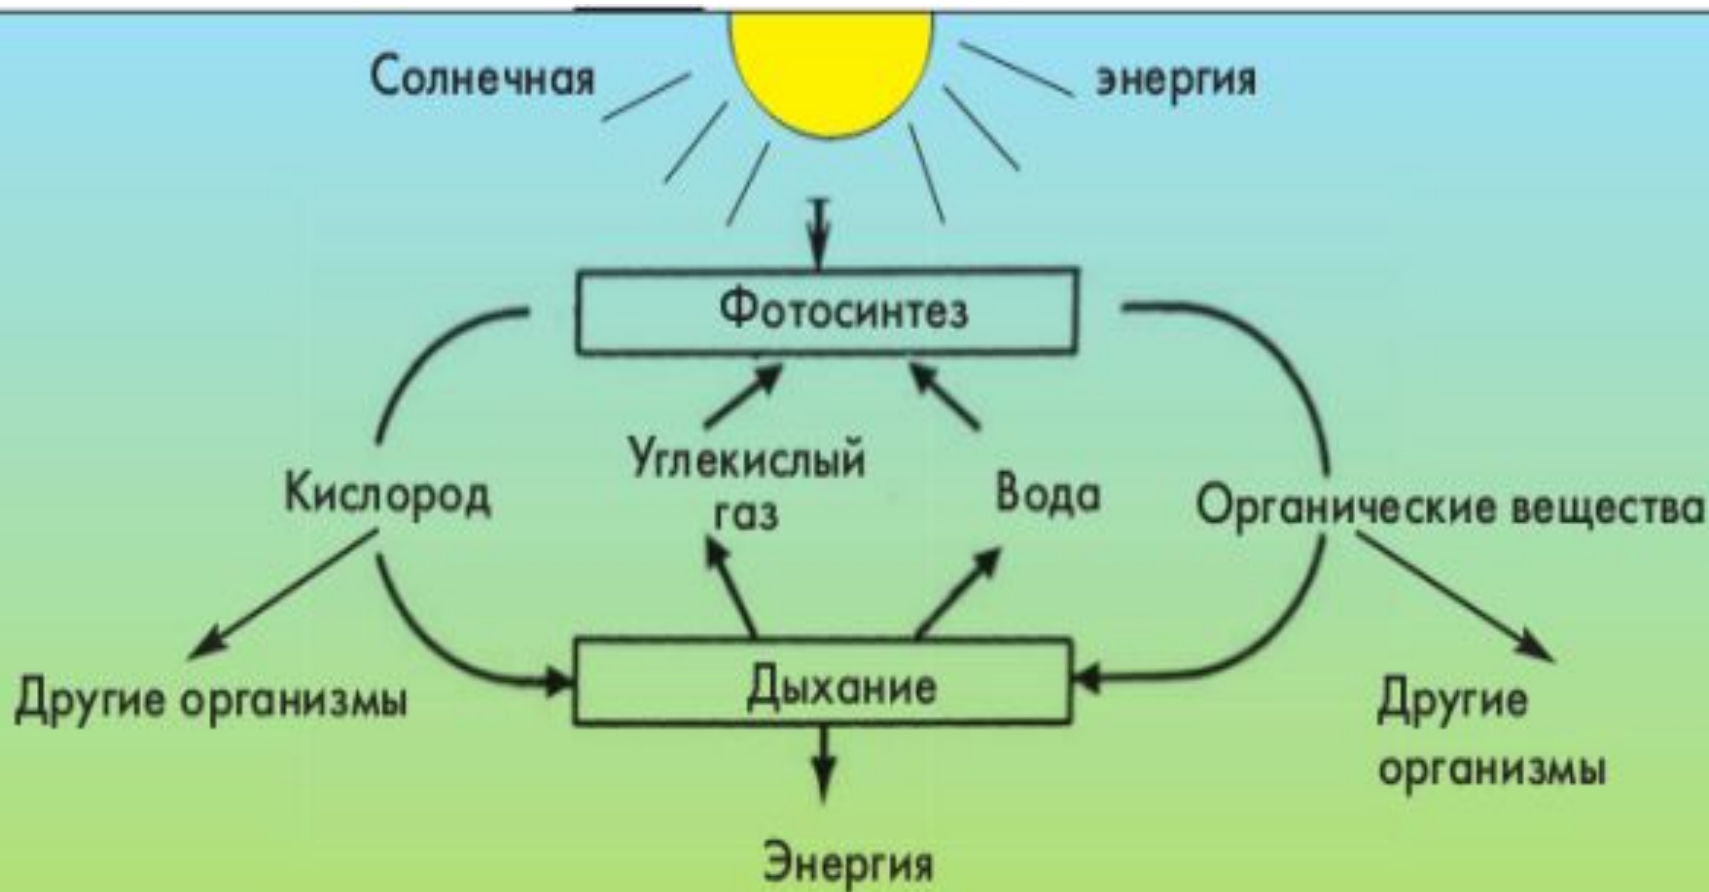 Солнечная энергия
Фотосинтез
Углекислый
газ
Кислород
Вода
Органические вещества
Другие организмы
Дыхание
Другие
организмы
Энергия